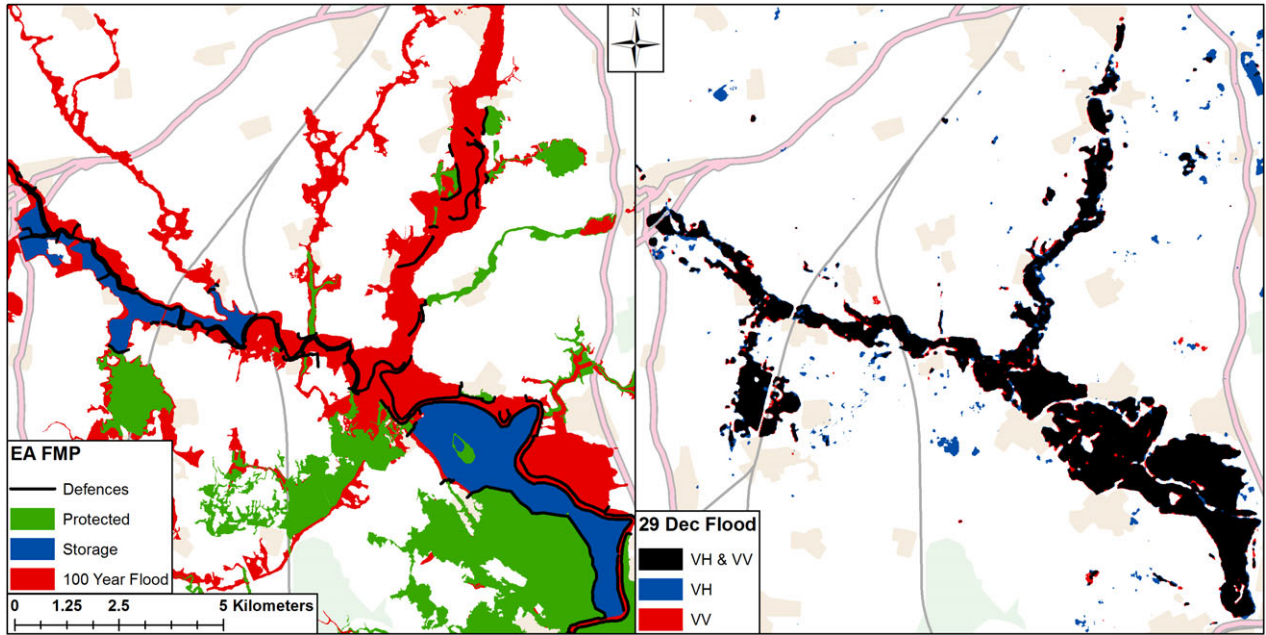 N
EA FMP
Defences
Protected
Storage
100 Year Flood
0 1.25 2.5 5 Kilometers
29 Dec Flood
VH & VV
VH
VV